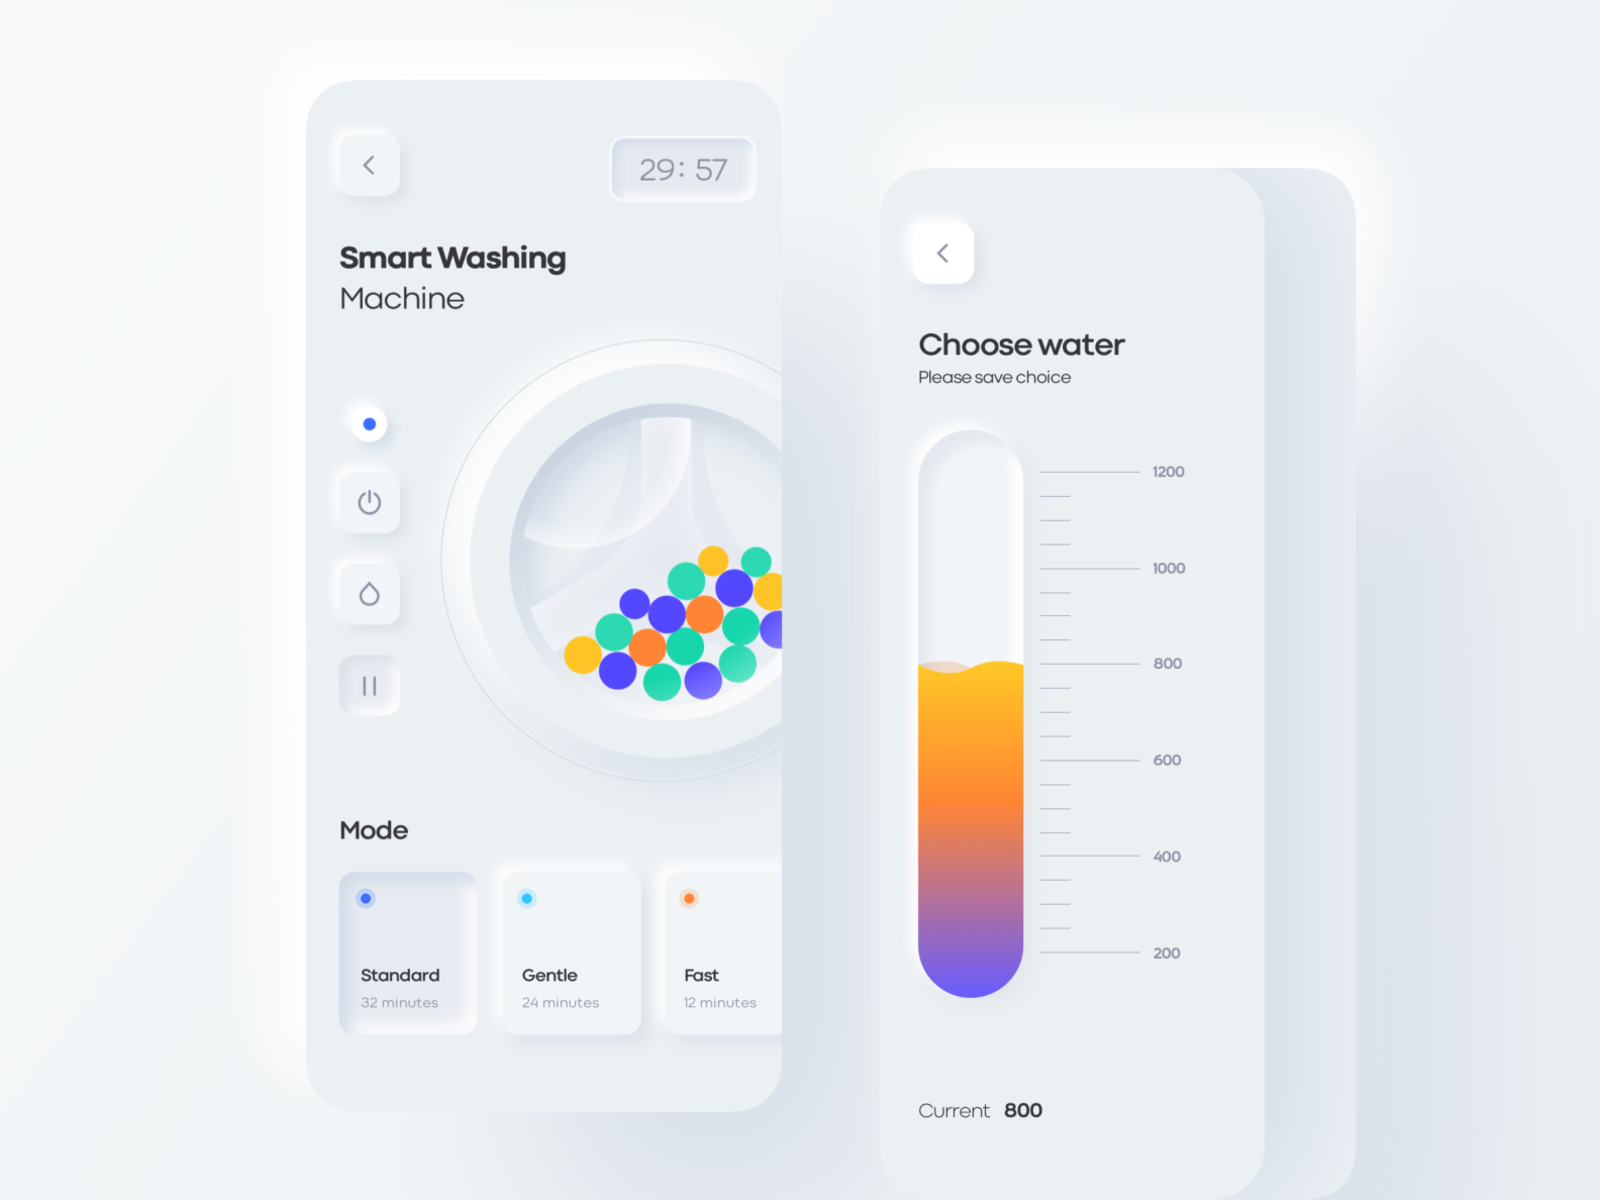 29: 57
Smart Washing
Machine
Mode
Standard
32 minutes
Gentle
24 minutes
Fast
12 minutes
Choose water
Please save choice
1200
1000
800
600
400
200
Current 800